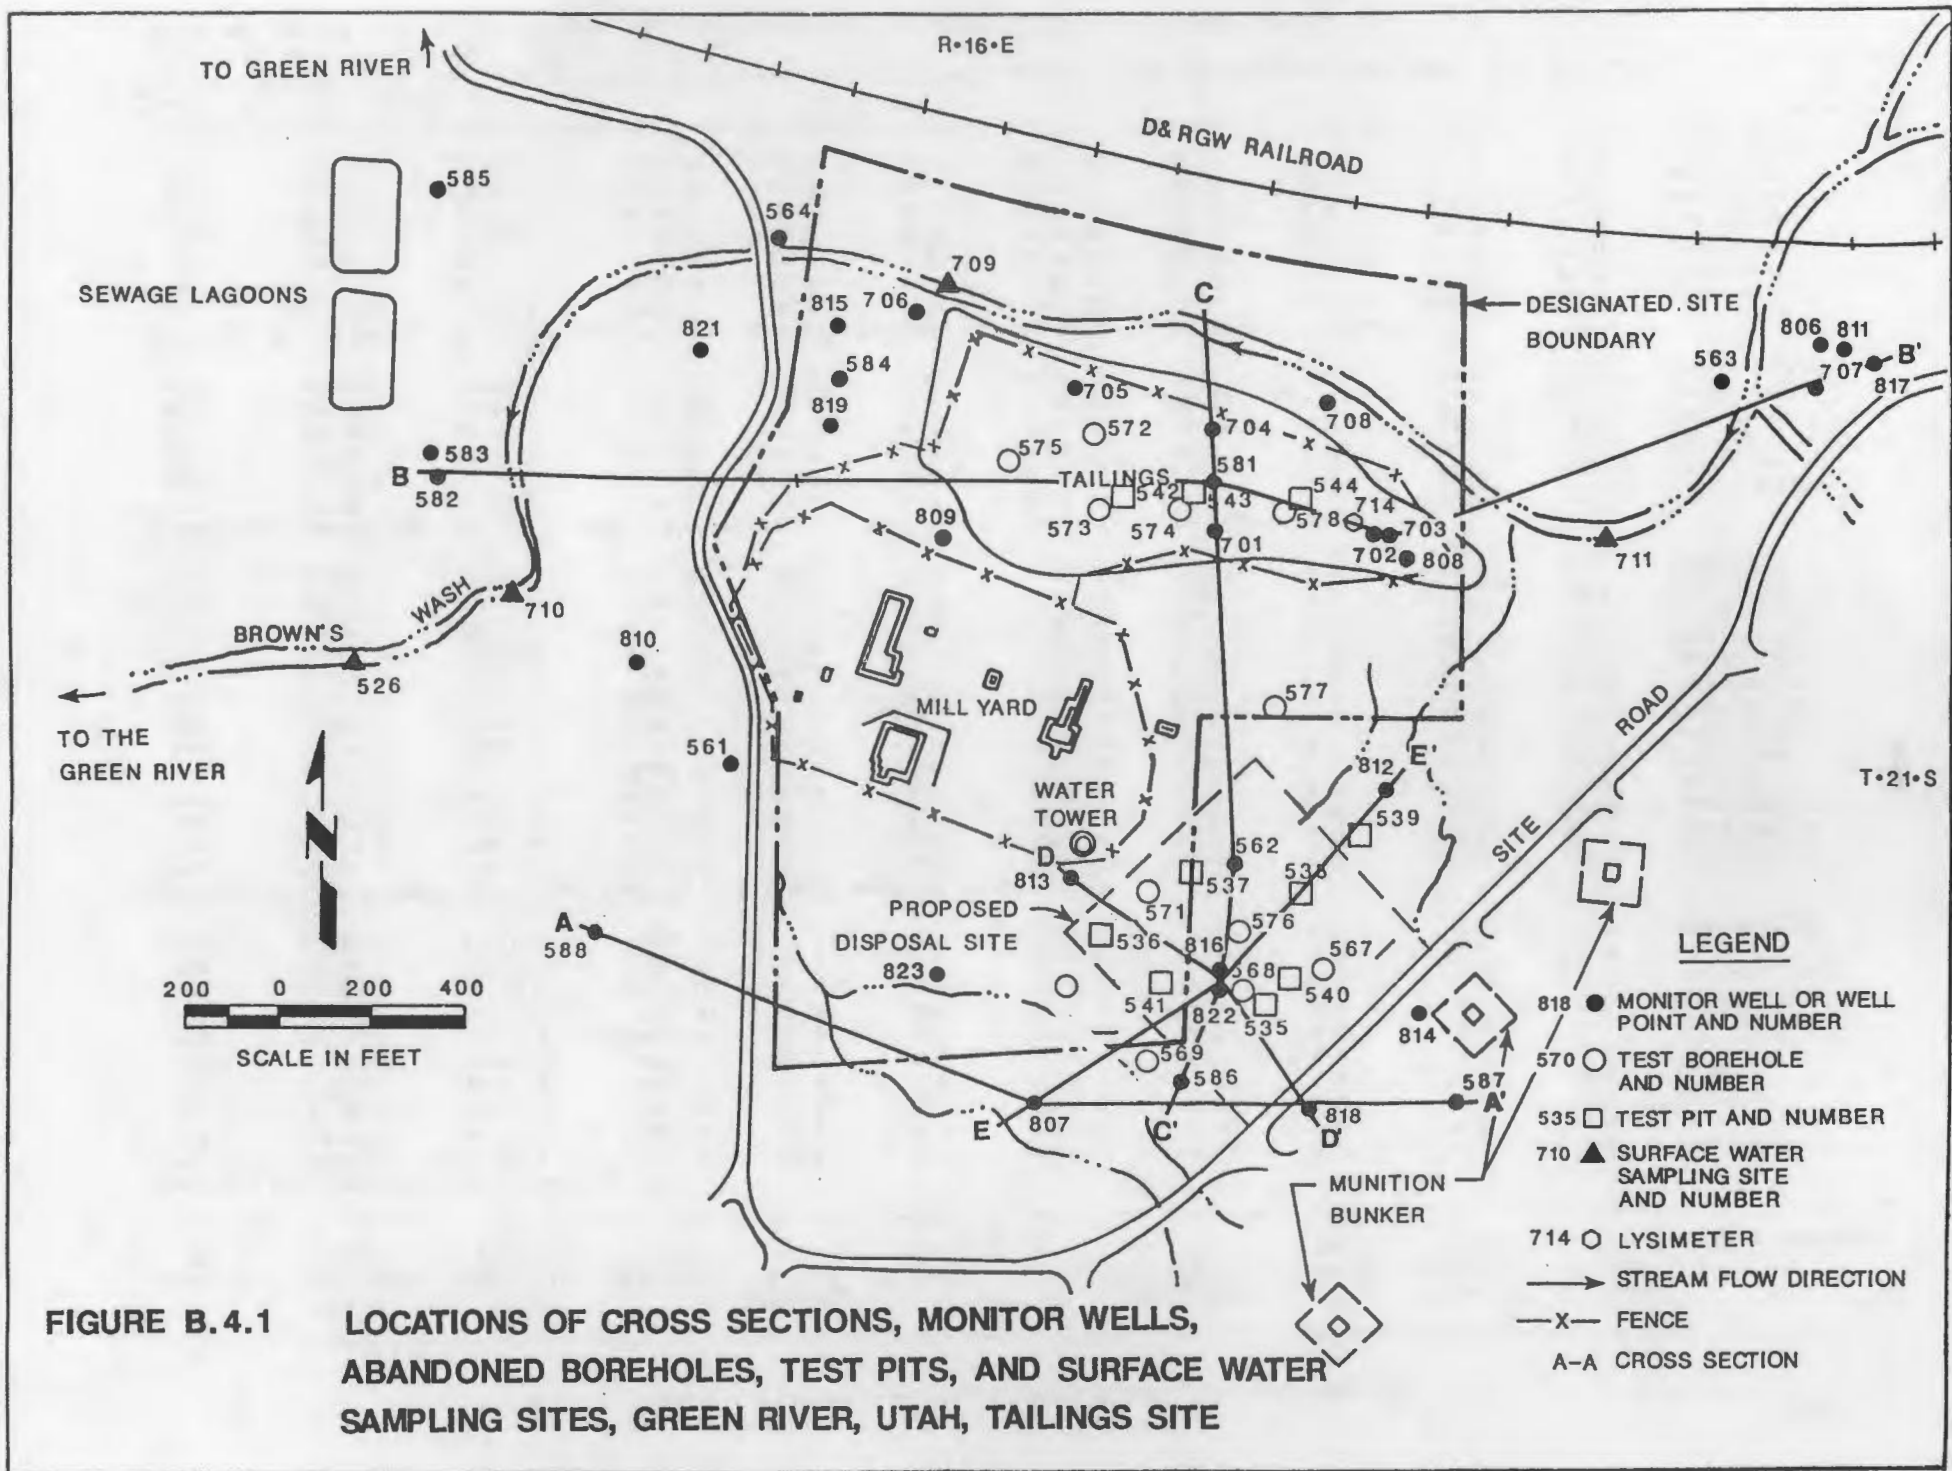 R•16•E
TO GREEN RIVER
D&RGW RAILROAD
585
564
709
SEWAGE LAGOONS
C
815
706
DESIGNATED.SITE
BOUNDARY
821
806
811
B'
563
707
817
584
705
708
819
572
704
575
583
B
582
TAILINGS
581
542
543
544
573
574
578
714
703
809
701
702
808
711
WASH
710
BROWN'S
526
810
577
MILL YARD
TO THE
GREEN RIVER
561
ROAD
E'
812
T•21•S
WATER
TOWER
539
SITE
D
562
813
537
571
PROPOSED
DISPOSAL SITE
536
576
A
588
816
567
823
568
LEGEND
200 0 200 400
541
540
822
535
814
SCALE IN FEET
818 MONITOR WELL OR WELL
POINT AND NUMBER
569
570 TEST BOREHOLE
AND NUMBER
586
587
A'
E
807
C'
818
D'
535 TEST PIT AND NUMBER
710 SURFACE WATER
SAMPLING SITE
AND NUMBER
MUNITION
BUNKER
714 LYSIMETER
STREAM FLOW DIRECTION
—X— FENCE
A-A CROSS SECTION
FIGURE B.4.1 LOCATIONS OF CROSS SECTIONS, MONITOR WELLS,
ABANDONED BOREHOLES, TEST PITS, AND SURFACE WATER
SAMPLING SITES, GREEN RIVER, UTAH, TAILINGS SITE